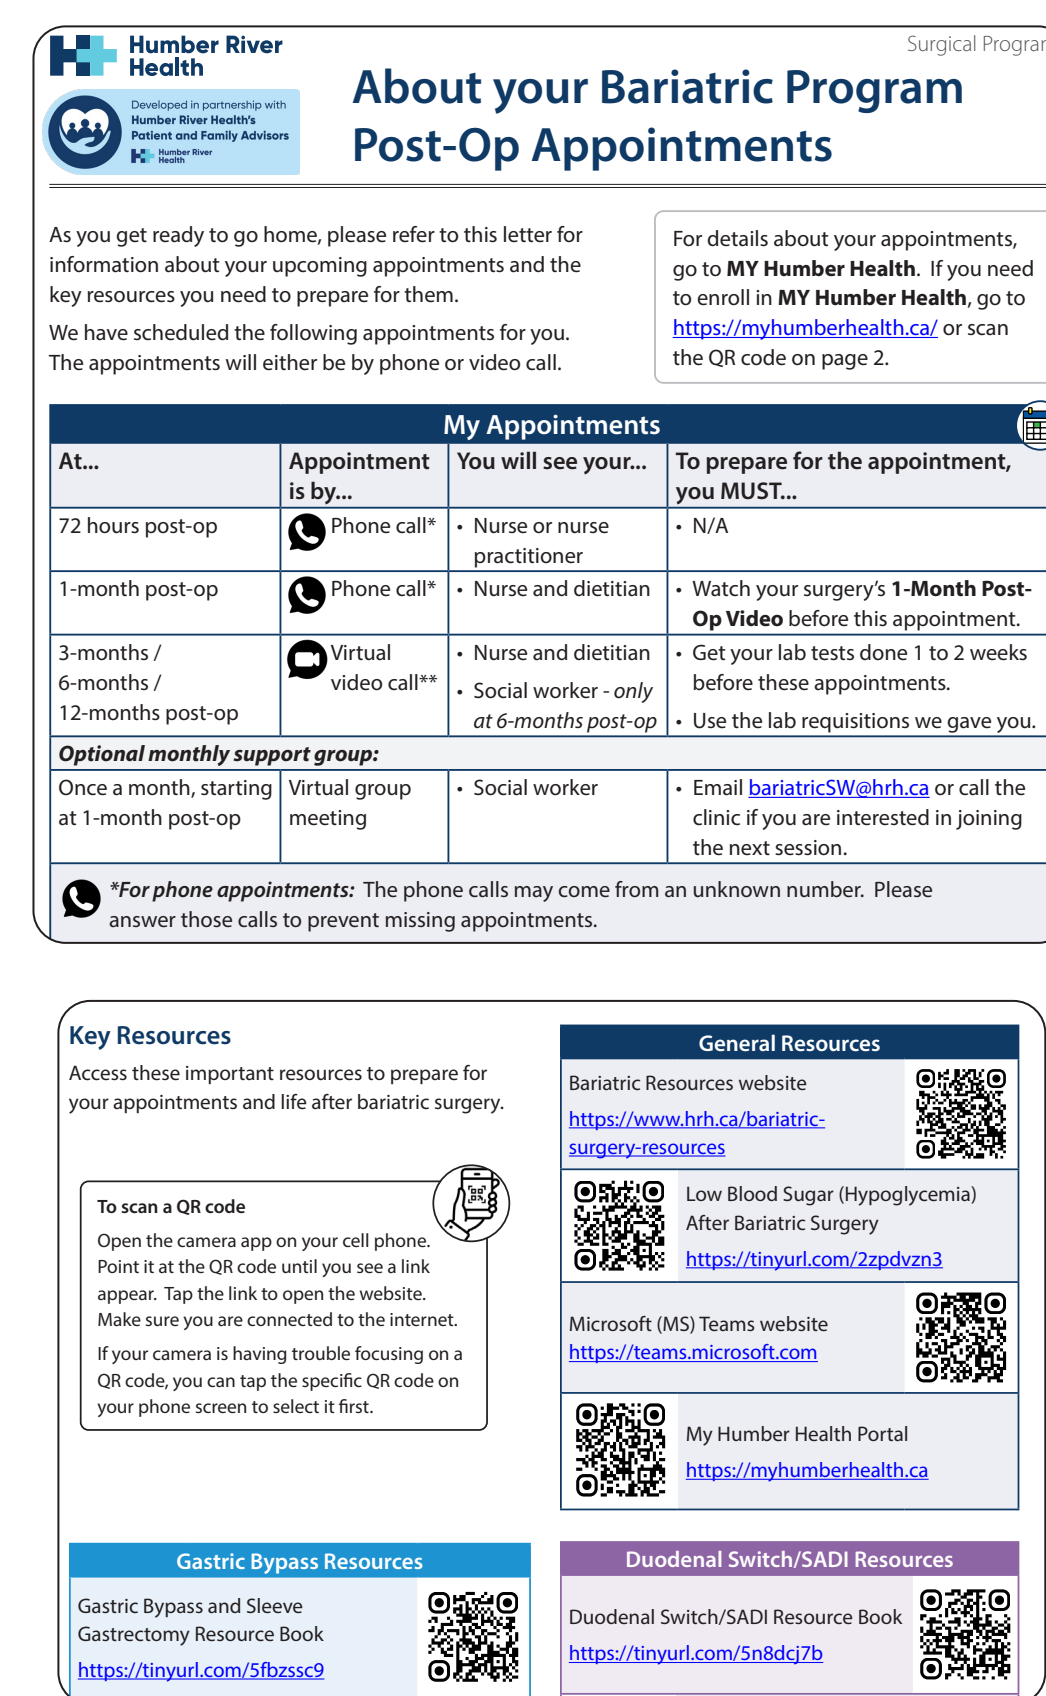 Humber River
Health
Surgical Program
Developed in partnership with
Humber River Health's
Patient and Family Advisors
Humber River
Health
About your Bariatric Program
Post-Op Appointments
As you get ready to go home, please refer to this letter for
information about your upcoming appointments and the
key resources you need to prepare for them.
We have scheduled the following appointments for you.
The appointments will either be by phone or video call.
For details about your appointments,
go to MY Humber Health. If you need
to enroll in MY Humber Health, go to
https://myhumberhealth.ca/ or scan
the QR code on page 2.
My Appointments
At...
Appointment
is by...
You will see your...
To prepare for the appointment,
you MUST...
72 hours post-op
Phone call*
• Nurse or nurse
practitioner
• N/A
1-month post-op
Phone call*
• Nurse and dietitian
• Watch your surgery's 1-Month Post-
Op Video before this appointment.
3-months /
6-months /
12-months post-op
Virtual
video call**
• Nurse and dietitian
• Social worker - only
at 6-months post-op
• Get your lab tests done 1 to 2 weeks
before these appointments.
• Use the lab requisitions we gave you.
Optional monthly support group:
Once a month, starting
at 1-month post-op
Virtual group
meeting
• Social worker
• Email bariatricSW@hrh.ca or call the
clinic if you are interested in joining
the next session.
*For phone appointments: The phone calls may come from an unknown number. Please
answer those calls to prevent missing appointments.
Key Resources
Access these important resources to prepare for
your appointments and life after bariatric surgery.
To scan a QR code
Open the camera app on your cell phone.
Point it at the QR code until you see a link
appear. Tap the link to open the website.
Make sure you are connected to the internet.
If your camera is having trouble focusing on a
QR code, you can tap the specific QR code on
your phone screen to select it first.
General Resources
Bariatric Resources website
https://www.hrh.ca/bariatric-
surgery-resources
Low Blood Sugar (Hypoglycemia)
After Bariatric Surgery
https://tinyurl.com/2zpdvzn3
Microsoft (MS) Teams website
https://teams.microsoft.com
My Humber Health Portal
https://myhumberhealth.ca
Gastric Bypass Resources
Gastric Bypass and Sleeve
Gastrectomy Resource Book
https://tinyurl.com/5fbzssc9
Duodenal Switch/SADI Resources
Duodenal Switch/SADI Resource Book
https://tinyurl.com/5n8dcj7b